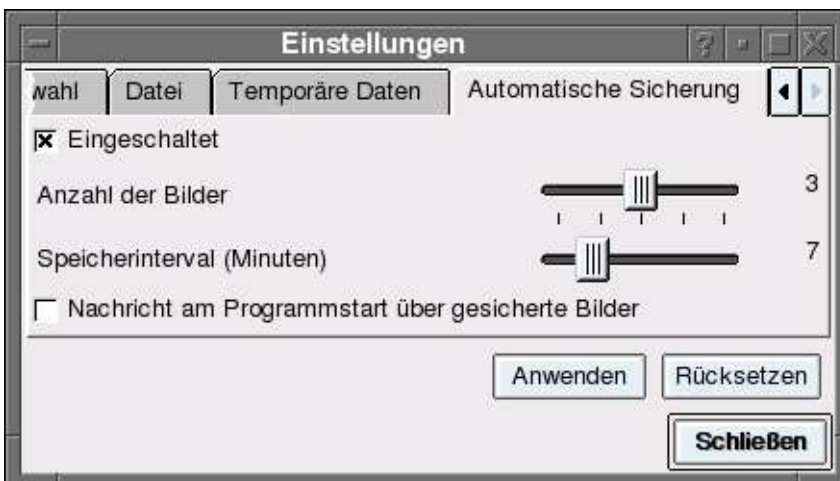 Einstellungen
wahl Datei Temporäre Daten Automatische Sicherung
Eingeschaltet
Anzahl der Bilder 3
Speicherinterval (Minuten) 7
Nachricht am Programmstart über gesicherte Bilder
Anwenden Rücksetzen
Schließen